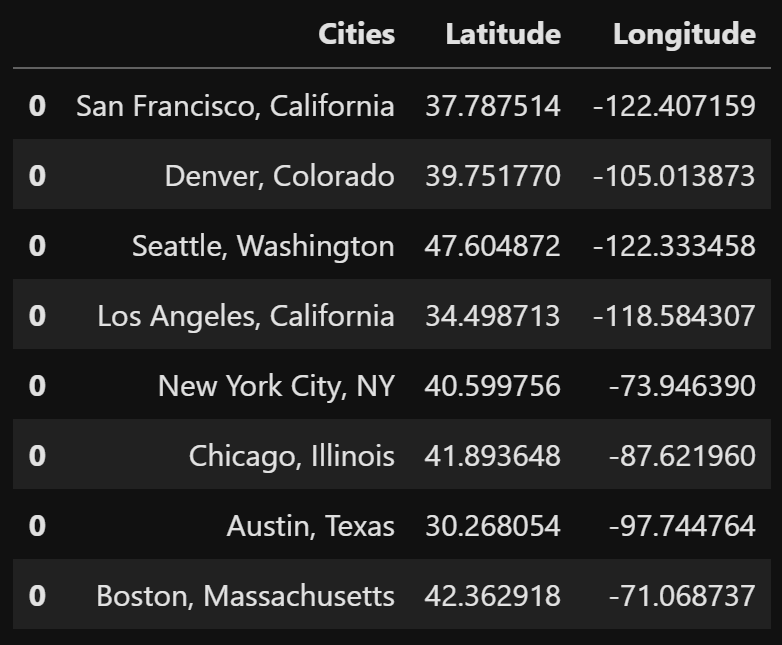 Cities Latitude Longitude
0 San Francisco, California 37.787514 -122.407159
0 Denver, Colorado 39.751770 -105.013873
0 Seattle, Washington 47.604872 -122.333458
0 Los Angeles, California 34.498713 -118.584307
0 New York City, NY 40.599756 -73.946390
0 Chicago, Illinois 41.893648 -87.621960
0 Austin, Texas 30.268054 -97.744764
0 Boston, Massachusetts 42.362918 -71.068737